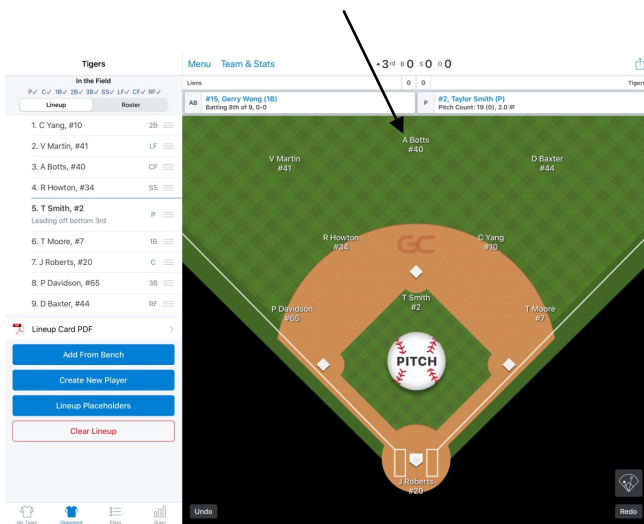 Tigers
In the Field
P✓ C✓ 1B✓ 2B✓ 3B✓ SS✓ LF✓ CF✓ RF✓
Lineup Roster
1. C Yang, #10 2B
2. V Martin, #41 LF
3. A Botts, #40 CF
4. R Howton, #34 SS
5. T Smith, #2 P
Leading off bottom 3rd
6. T Moore, #7 1B
7. J Roberts, #20 C
8. P Davidson, #65 3B
9. D Baxter, #44 RF
Lineup Card PDF
Add From Bench
Create New Player
Lineup Placeholders
Clear Lineup
My Team Opponent Plays Stats
Menu Team & Stats ▲3rd B 0 S 0 O 0
Lions 0 0 Tigers
AB #15, Gerry Wong (1B)
Batting 8th of 9, 0-0
P #2, Taylor Smith (P)
Pitch Count: 19 (0), 2.0 IP
A Botts
#40
V Martin
#41
D Baxter
#44
R Howton
#34
GC
C Yang
#10
T Smith
#2
P Davidson
#65
T Moore
#7
PITCH
J Roberts
#20
Undo Redo